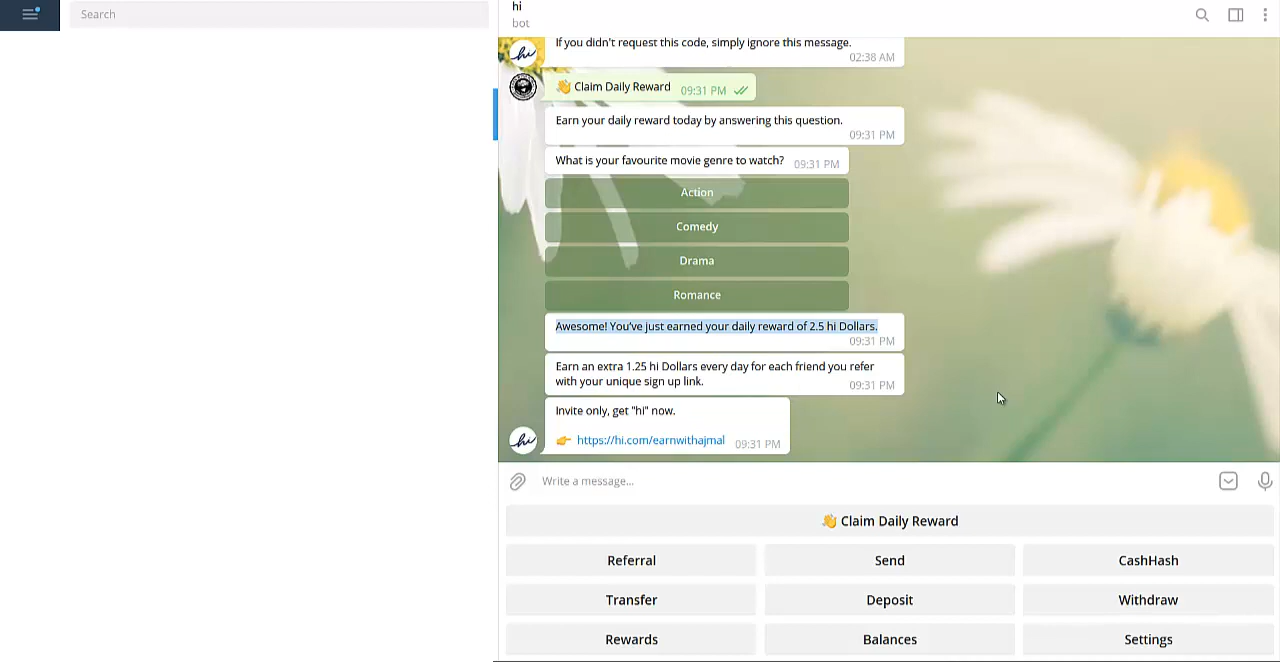 Search
hi
bot
If you didn't request this code, simply ignore this message.
02:38 AM
👋 Claim Daily Reward 09:31 PM
Earn your daily reward today by answering this question.
09:31 PM
What is your favourite movie genre to watch? 09:31 PM
Action
Comedy
Drama
Romance
Awesome! You've just earned your daily reward of 2.5 hi Dollars.
09:31 PM
Earn an extra 1.25 hi Dollars every day for each friend you refer
with your unique sign up link. 09:31 PM
Invite only, get "hi" now.
hi 👉 https://hi.com/earnwithajmal 09:31 PM
Write a message...
👋 Claim Daily Reward
Referral Send CashHash
Transfer Deposit Withdraw
Rewards Balances Settings